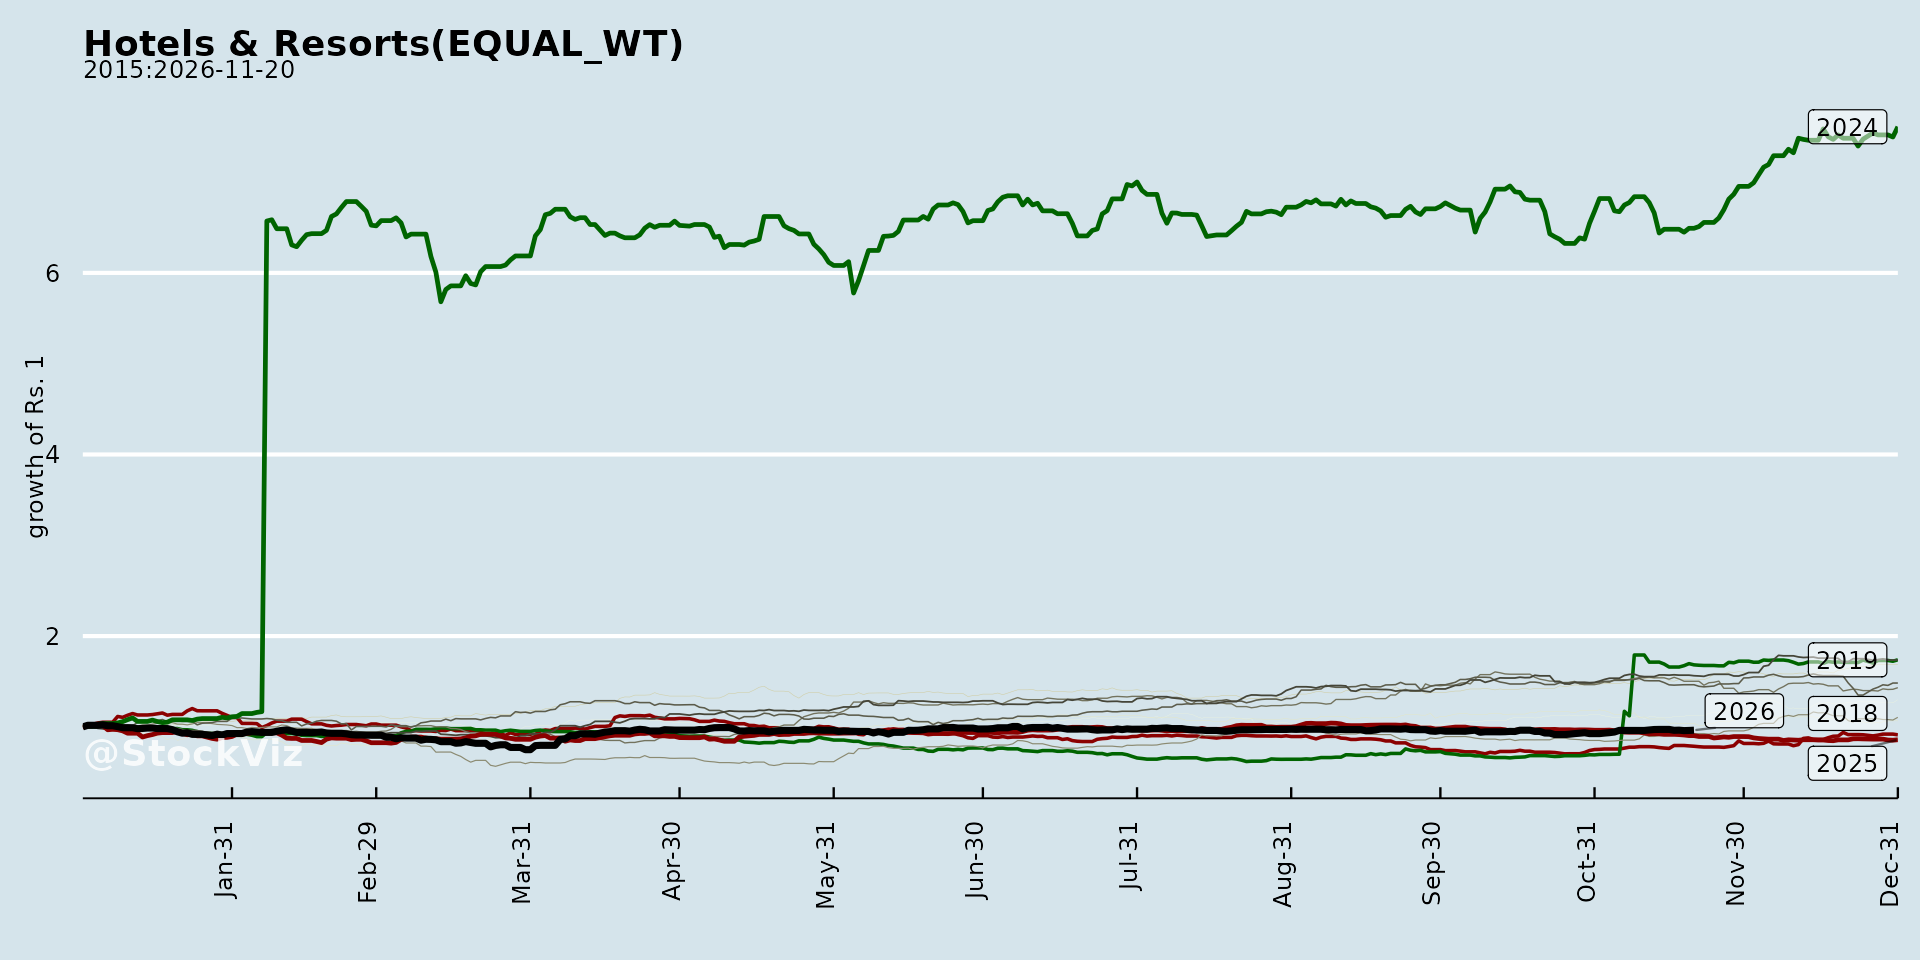 Hotels & Resorts(EQUAL_WT)
2015:2026-11-20
growth of Rs. 1
6
4
2
2024
2019
2026
2018
2025
@StockViz
Jan-31
Feb-29
Mar-31
Apr-30
May-31
Jun-30
Jul-31
Aug-31
Sep-30
Oct-31
Nov-30
Dec-31